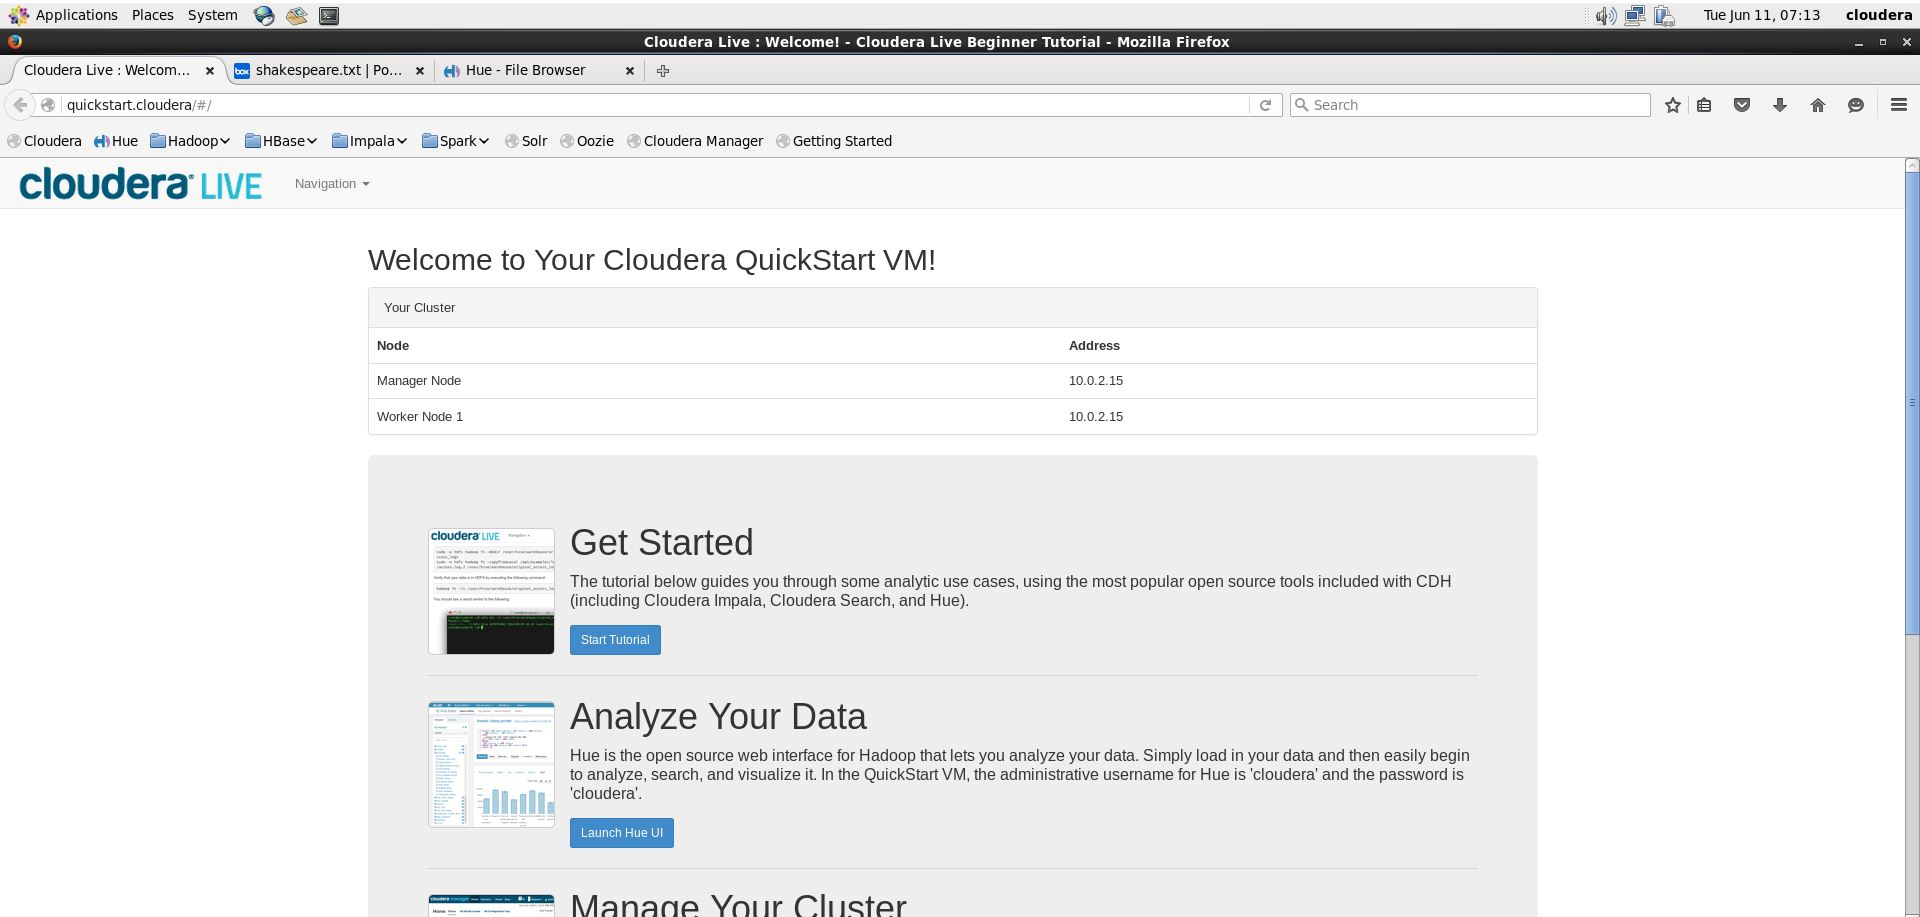 Applications Places System Tue Jun 11, 07:13 cloudera
Cloudera Live : Welcome! - Cloudera Live Beginner Tutorial - Mozilla Firefox
Cloudera Live : Welcom... box shakespeare.txt | Po... Hue - File Browser
quickstart.cloudera/#/ Search
Cloudera Hue Hadoop HBase Impala Spark Solr Oozie Cloudera Manager Getting Started
cloudera LIVE Navigation
Welcome to Your Cloudera QuickStart VM!
Your Cluster
Node Address
Manager Node 10.0.2.15
Worker Node 1 10.0.2.15
cloudera LIVE Navigation
Get Started
The tutorial below guides you through some analytic use cases, using the most popular open source tools included with CDH
(including Cloudera Impala, Cloudera Search, and Hue).
Start Tutorial
Analyze Your Data
Hue is the open source web interface for Hadoop that lets you analyze your data. Simply load in your data and then easily begin
to analyze, search, and visualize it. In the QuickStart VM, the administrative username for Hue is 'cloudera' and the password is
'cloudera'.
Launch Hue UI
cloudera manager
Home
Manage Your Cluster